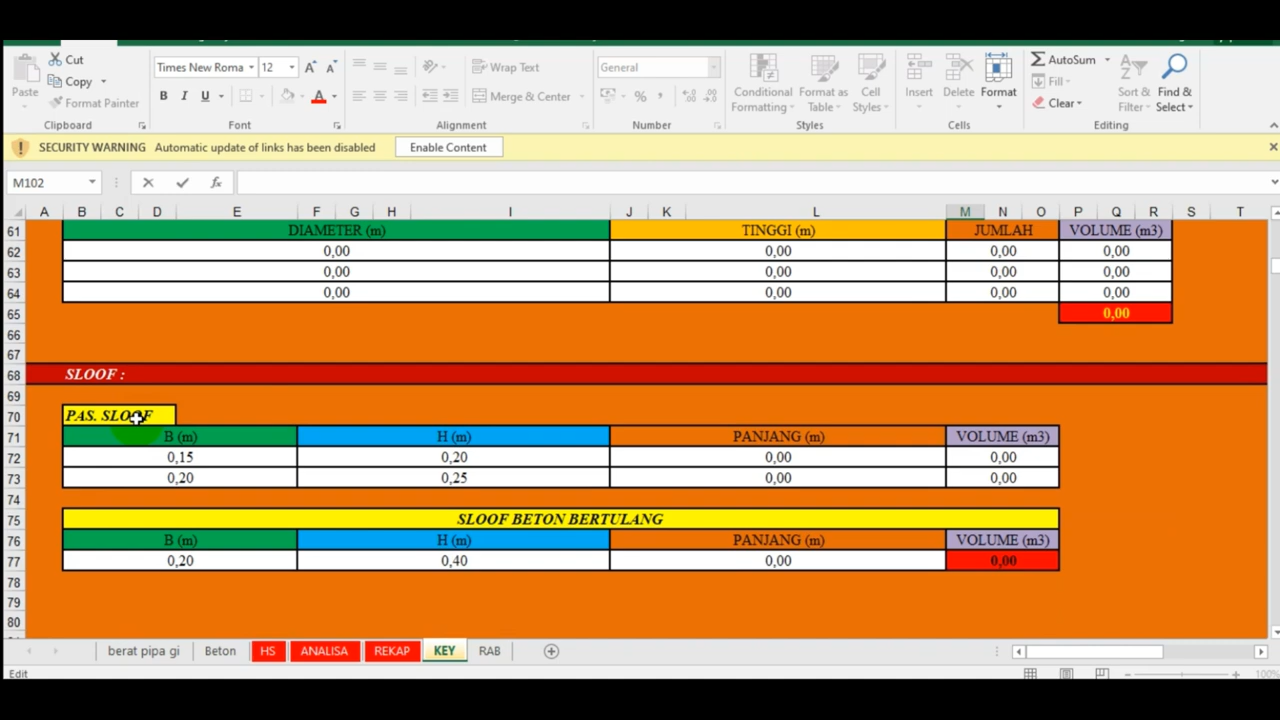 Cut
Copy
Format Painter
Paste
Clipboard
Times New Roma 12
B I U
Font
Wrap Text
Merge & Center
Alignment
General
Number
Conditional Formatting
Format as Table
Cell Styles
Styles
Insert Delete Format
Cells
AutoSum
Fill
Clear
Sort & Filter
Find & Select
Editing
SECURITY WARNING Automatic update of links has been disabled Enable Content
M102 fx
A B C D E F G H I J K L M N O P Q R S T
61 DIAMETER (m) TINGGI (m) JUMLAH VOLUME (m3)
62 0,00 0,00 0,00 0,00
63 0,00 0,00 0,00 0,00
64 0,00 0,00 0,00 0,00
65 0,00
66
67
68 SLOOF :
69
70 PAS. SLOOF
71 B (m) H (m) PANJANG (m) VOLUME (m3)
72 0,15 0,20 0,00 0,00
73 0,20 0,25 0,00 0,00
74
75 SLOOF BETON BERTULANG
76 B (m) H (m) PANJANG (m) VOLUME (m3)
77 0,20 0,40 0,00 0,00
78
79
80
berat pipa gi Beton HS ANALISA REKAP KEY RAB
Edit
100%